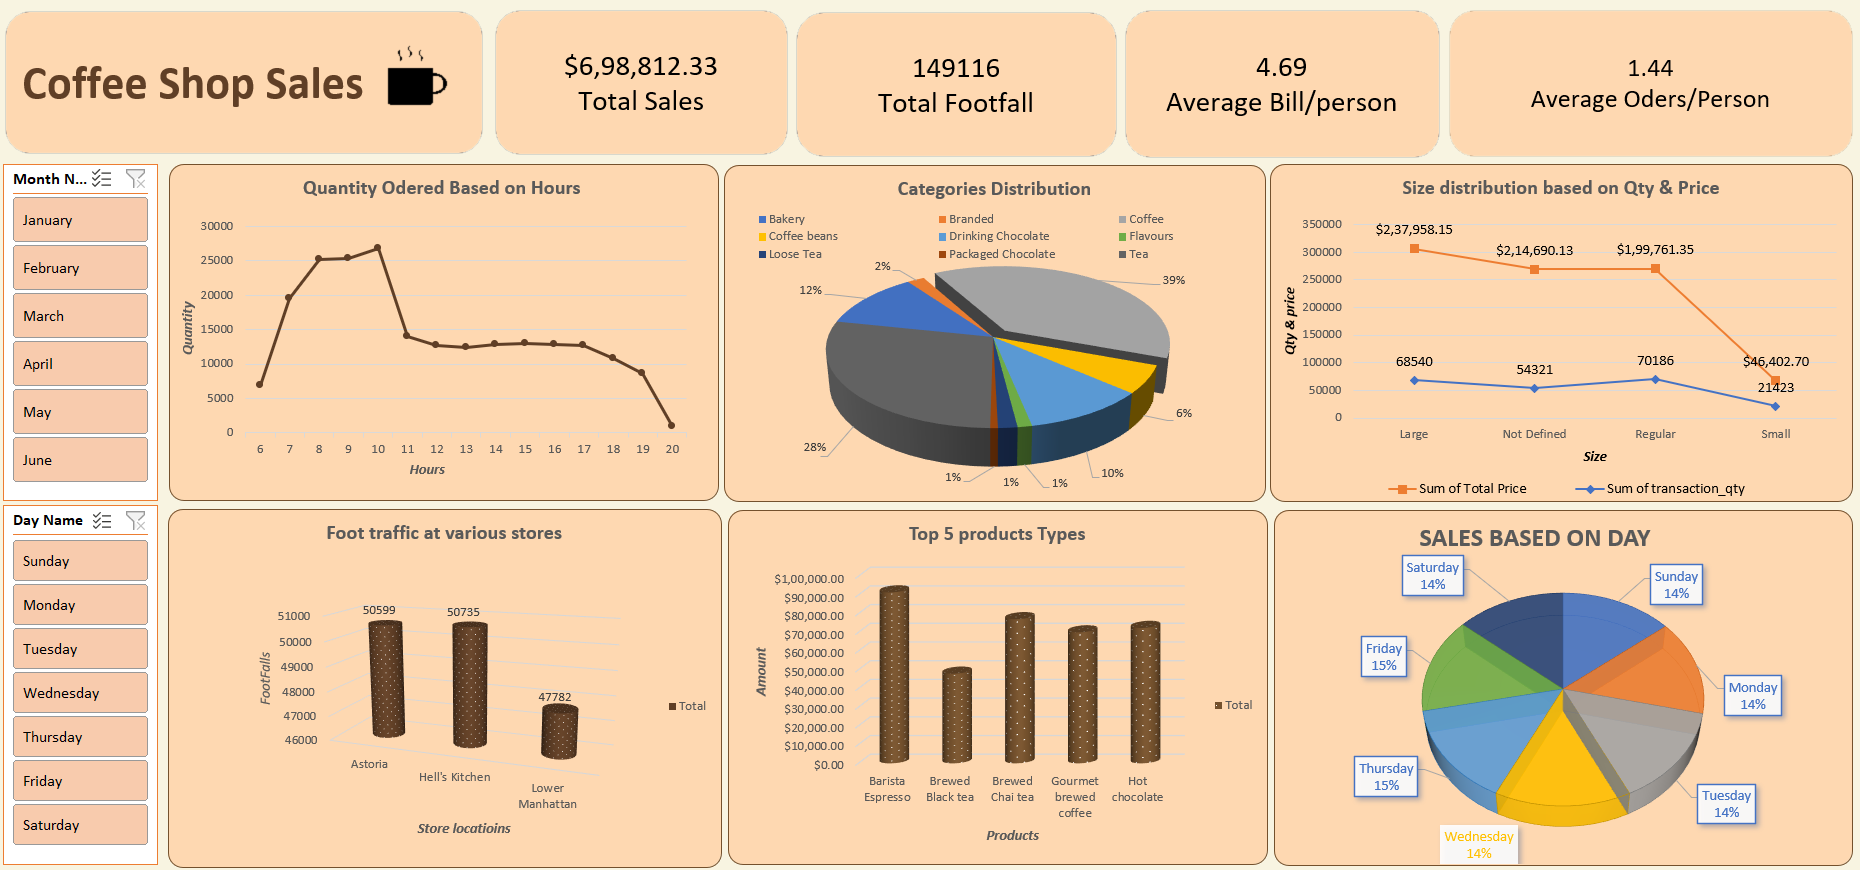 Coffee Shop Sales
$6,98,812.33
Total Sales
149116
Total Footfall
4.69
Average Bill/person
1.44
Average Oders/Person
Month N...
January
February
March
April
May
June
Quantity Odered Based on Hours
30000
25000
20000
15000
10000
5000
0
Quantity
6 7 8 9 10 11 12 13 14 15 16 17 18 19 20
Hours
Categories Distribution
Bakery Branded Coffee
Coffee beans Drinking Chocolate Flavours
Loose Tea Packaged Chocolate Tea
2%
39%
12%
6%
28%
10%
1%
1%
1%
Size distribution based on Qty & Price
350000
300000
250000
200000
150000
100000
50000
0
Qty & price
$2,37,958.15
$2,14,690.13
$1,99,761.35
$46,402.70
68540
54321
70186
21423
Large Not Defined Regular Small
Size
Sum of Total Price Sum of transaction_qty
Day Name
Sunday
Monday
Tuesday
Wednesday
Thursday
Friday
Saturday
Foot traffic at various stores
51000
50000
49000
48000
47000
46000
FootFalls
50599
50735
47782
Astoria
Hell's Kitchen
Lower
Manhattan
Store locatioins
Total
Top 5 products Types
$1,00,000.00
$90,000.00
$80,000.00
$70,000.00
$60,000.00
$50,000.00
$40,000.00
$30,000.00
$20,000.00
$10,000.00
$0.00
Amount
Barista
Espresso
Brewed
Black tea
Brewed
Chai tea
Gourmet
brewed
coffee
Hot
chocolate
Products
Total
SALES BASED ON DAY
Saturday
14%
Sunday
14%
Friday
15%
Monday
14%
Thursday
15%
Tuesday
14%
Wednesday
14%